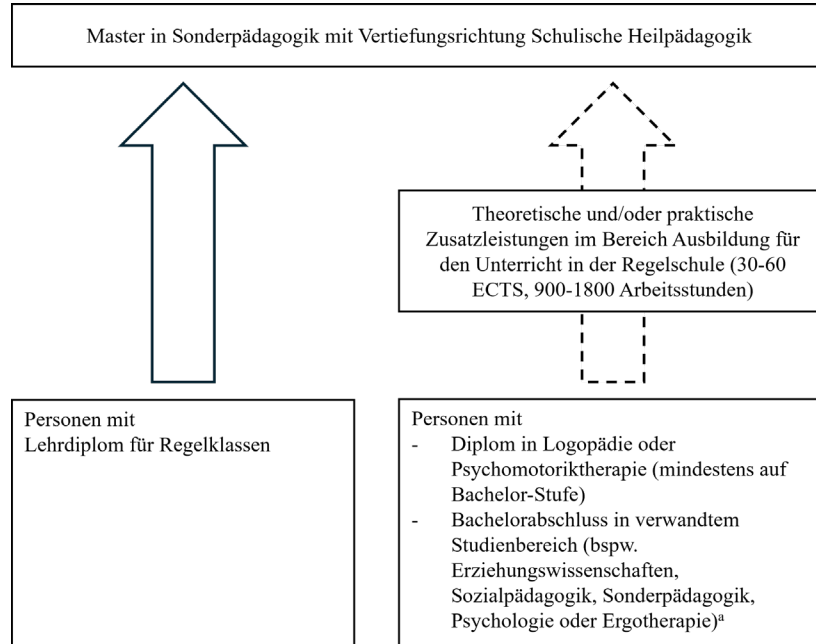 Master in Sonderpädagogik mit Vertiefungsrichtung Schulische Heilpädagogik
Theoretische und/oder praktische
Zusatzleistungen im Bereich Ausbildung für
den Unterricht in der Regelschule (30-60
ECTS, 900-1800 Arbeitsstunden)
Personen mit
Lehrdiplom für Regelklassen
Personen mit
- Diplom in Logopädie oder
Psychomotoriktherapie (mindestens auf
Bachelor-Stufe)
- Bachelorabschluss in verwandtem
Studienbereich (bspw.
Erziehungswissenschaften,
Sozialpädagogik, Sonderpädagogik,
Psychologie oder Ergotherapie)ª